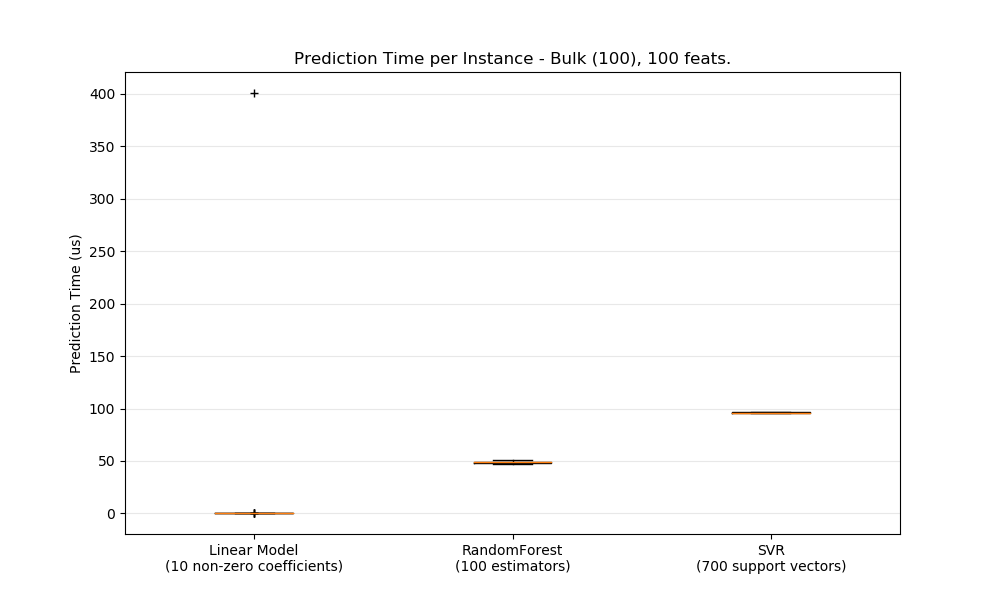 Prediction Time per Instance - Bulk (100), 100 feats.
400
350
300
250
200
150
100
50
0
Prediction Time (us)
Linear Model
(10 non-zero coefficients)
RandomForest
(100 estimators)
SVR
(700 support vectors)